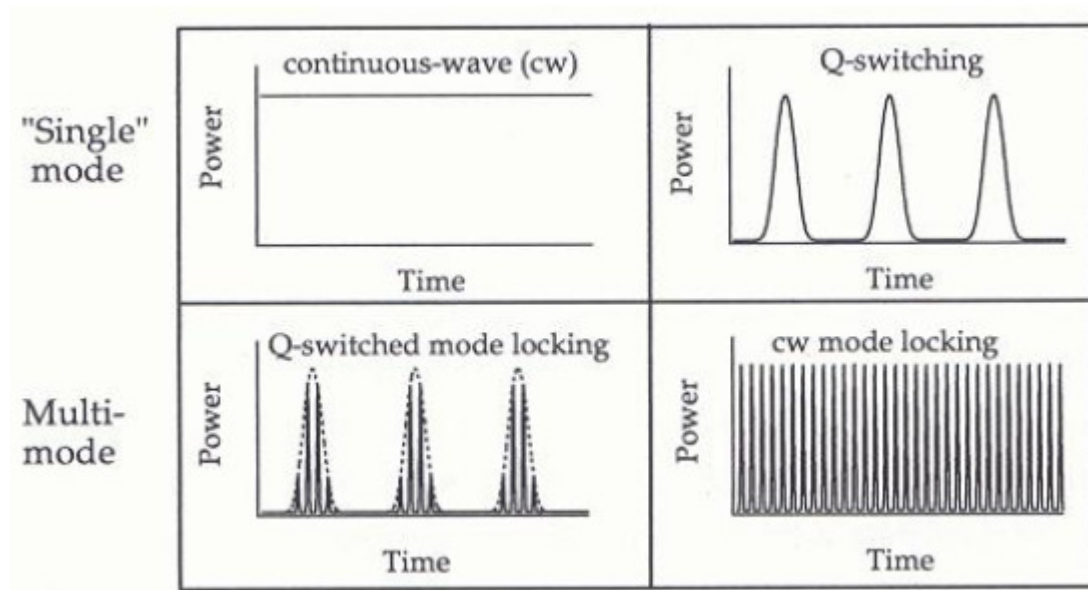 "Single"
mode
continuous-wave (cw)
Power
Time
Q-switching
Power
Time
Multi-
mode
Q-switched mode locking
Power
Time
cw mode locking
Power
Time